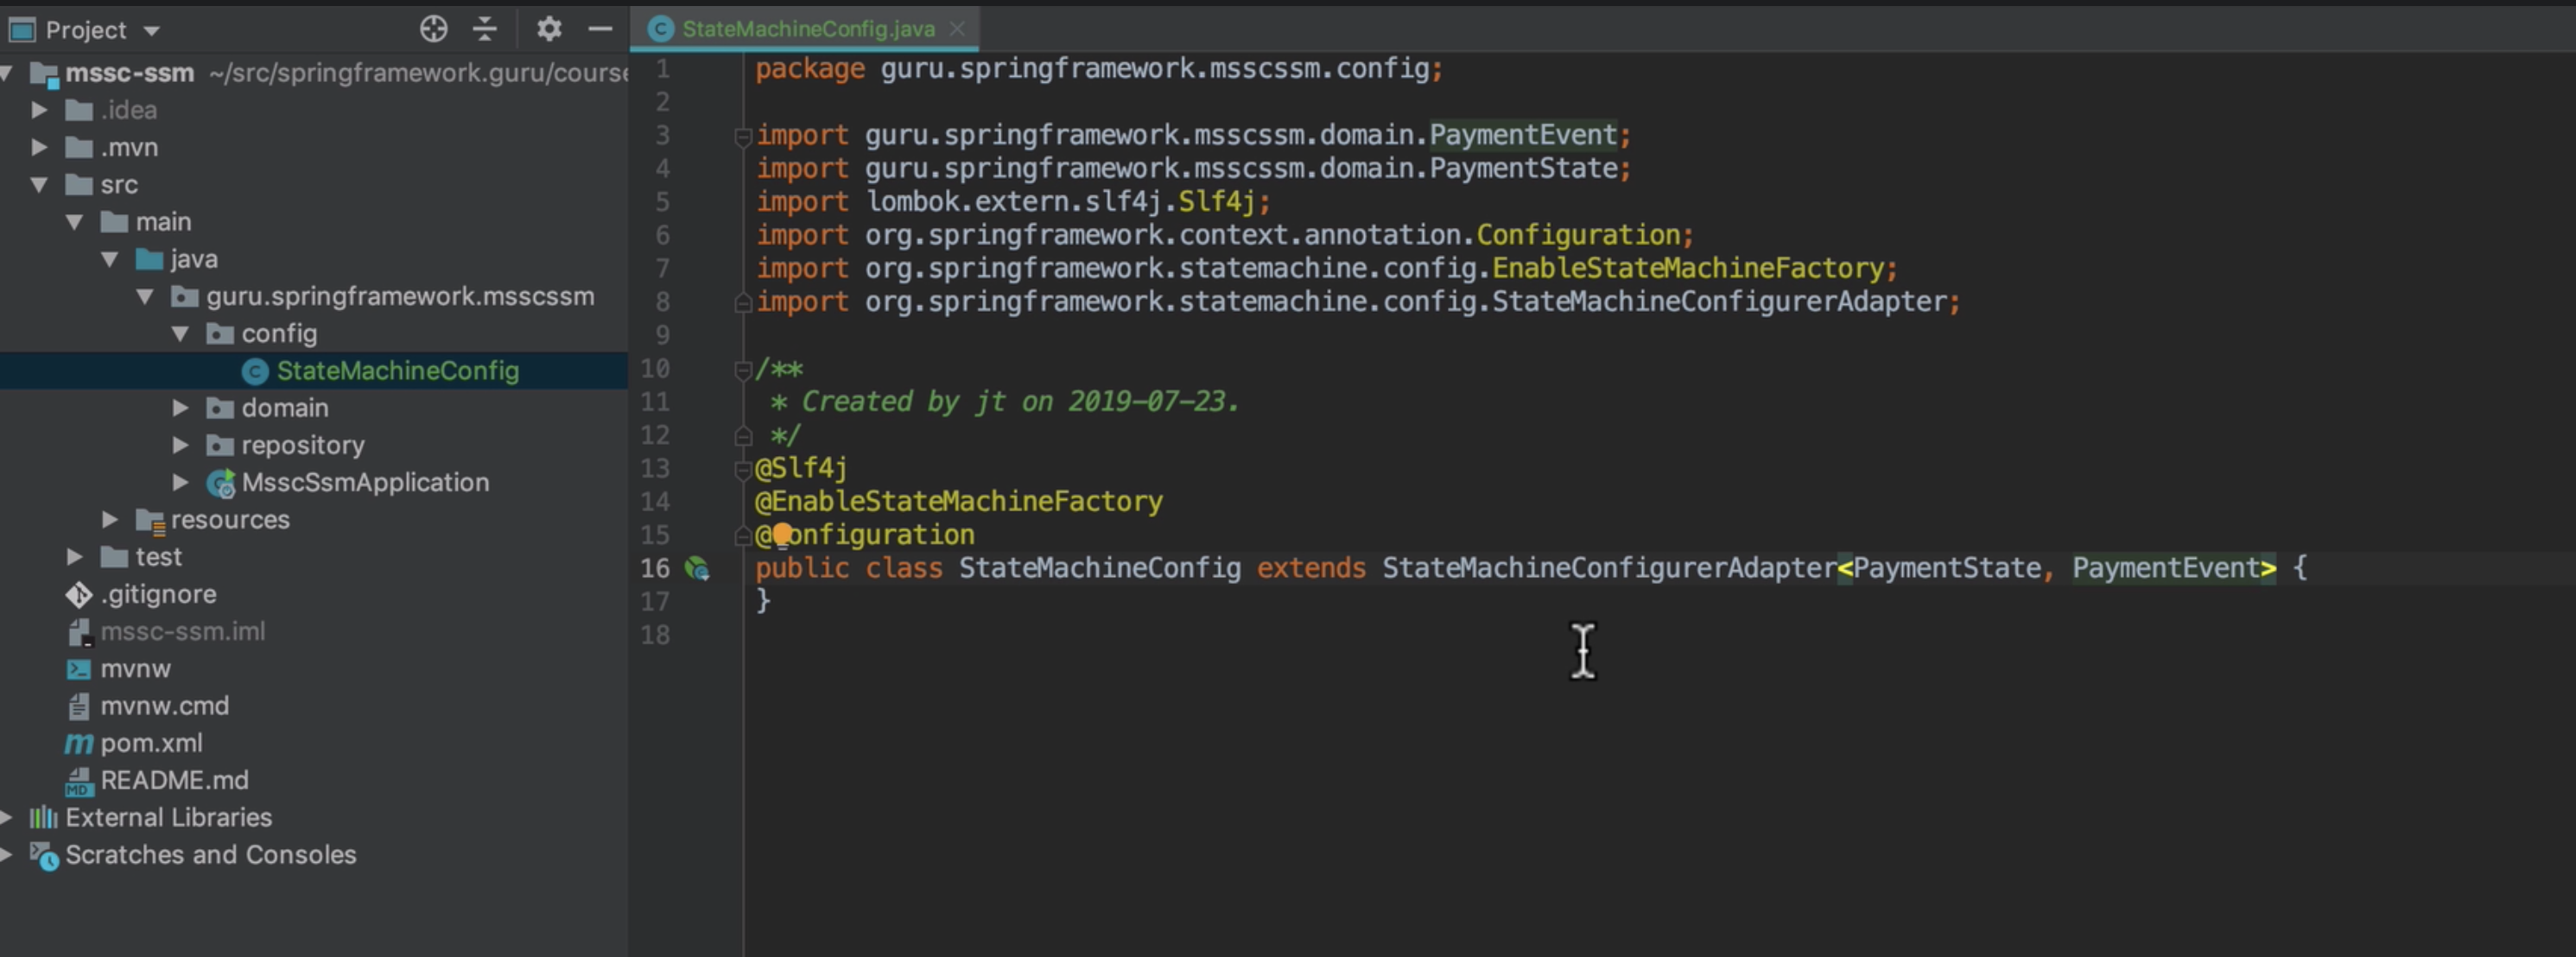 Project
mssc-ssm ~/src/springframework.guru/course
.idea
.mvn
src
main
java
guru.springframework.msscssm
config
StateMachineConfig
domain
repository
MsscSsmApplication
resources
test
.gitignore
mssc-ssm.iml
mvnw
mvnw.cmd
pom.xml
README.md
External Libraries
Scratches and Consoles
StateMachineConfig.java
1 package guru.springframework.msscssm.config;
2
3 import guru.springframework.msscssm.domain.PaymentEvent;
4 import guru.springframework.msscssm.domain.PaymentState;
5 import lombok.extern.slf4j.Slf4j;
6 import org.springframework.context.annotation.Configuration;
7 import org.springframework.statemachine.config.EnableStateMachineFactory;
8 import org.springframework.statemachine.config.StateMachineConfigurerAdapter;
9
10 /**
11 * Created by jt on 2019-07-23.
12 */
13 @Slf4j
14 @EnableStateMachineFactory
15 @Configuration
16 public class StateMachineConfig extends StateMachineConfigurerAdapter<PaymentState, PaymentEvent> {
17 }
18